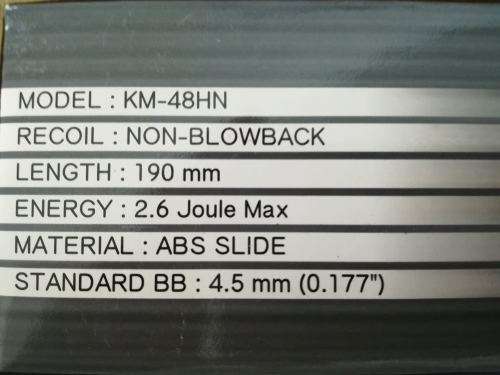 MODEL : KM-48HN
RECOIL : NON-BLOWBACK
LENGTH : 190 mm
ENERGY : 2.6 Joule Max
MATERIAL : ABS SLIDE
STANDARD BB : 4.5 mm (0.177")